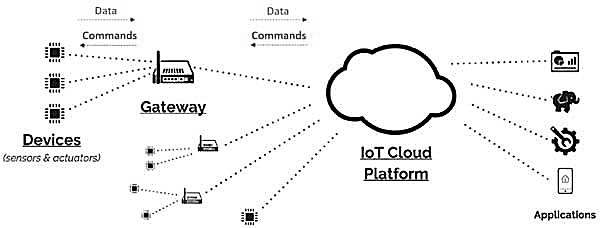 Data
Data
Commands
Commands
Gateway
Devices
(sensors & actuators)
IoT Cloud
Platform
Applications